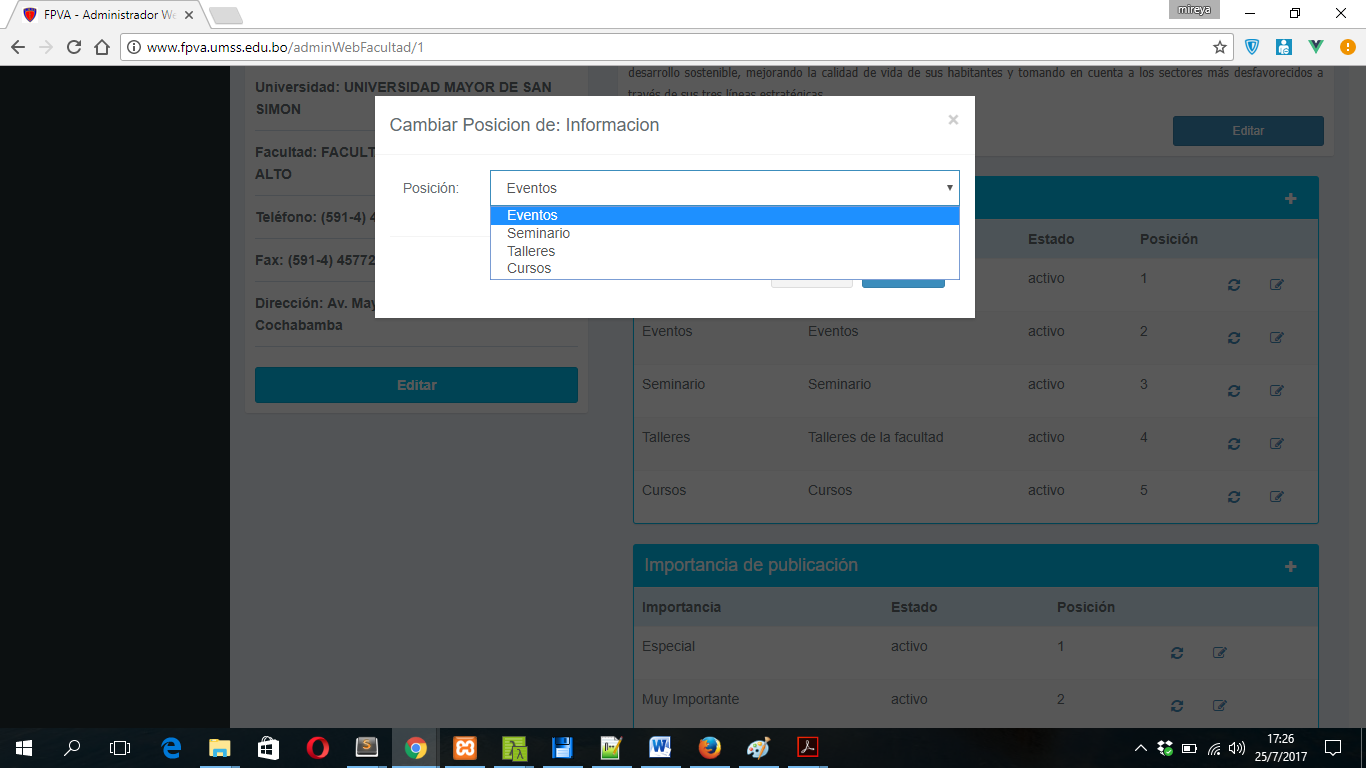 FPVA - Administrador We
mireya
www.fpva.umss.edu.bo/adminWebFacultad/1
Universidad: UNIVERSIDAD MAYOR DE SAN
SIMON
Facultad: FACULT
ALTO
Teléfono: (591-4) 4
Fax: (591-4) 45772
Dirección: Av. May
Cochabamba
Editar
desarrollo sostenible, mejorando la calidad de vida de sus habitantes y tomando en cuenta a los sectores más desfavorecidos a
través de sus tres líneas estratégicas
Editar
Cambiar Posicion de: Informacion
×
Posición:
Eventos
Eventos
Seminario
Talleres
Cursos
Estado Posición
activo 1
Eventos Eventos activo 2
Seminario Seminario activo 3
Talleres Talleres de la facultad activo 4
Cursos Cursos activo 5
Importancia de publicación
Importancia Estado Posición
Especial activo 1
Muy Importante activo 2
17:26
25/7/2017